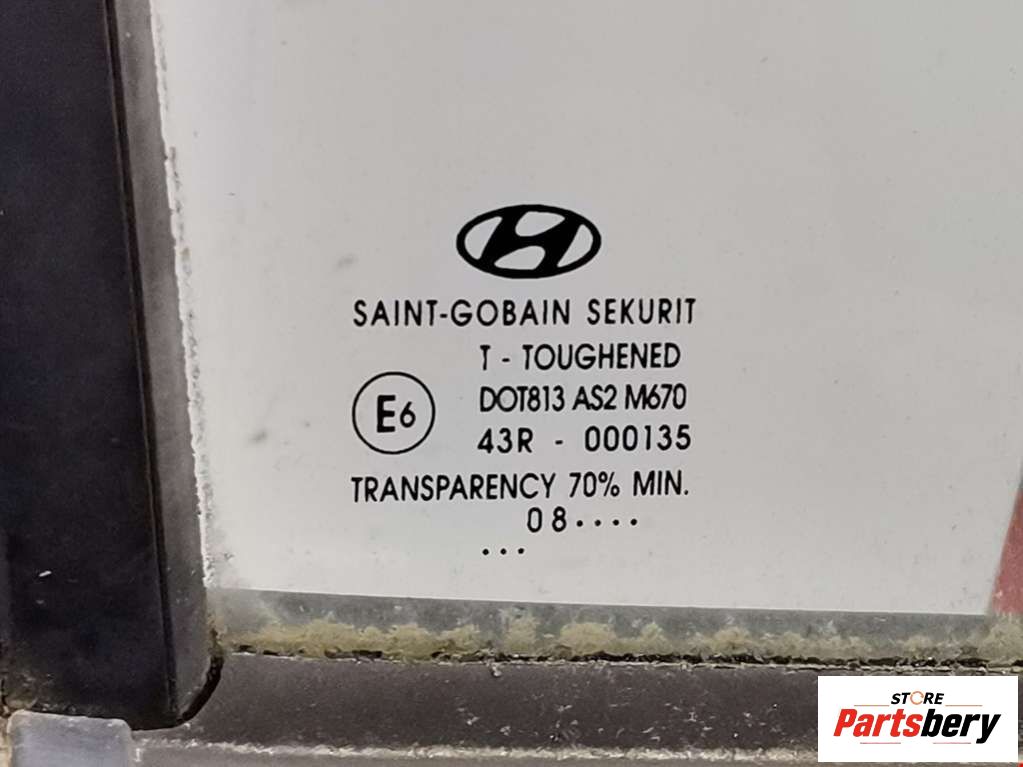 SAINT-GOBAIN SEKURIT
T - TOUGHENED
E6
DOT813 AS2 M670
43R - 000135
TRANSPARENCY 70% MIN.
08....
...
STORE
Partsbery